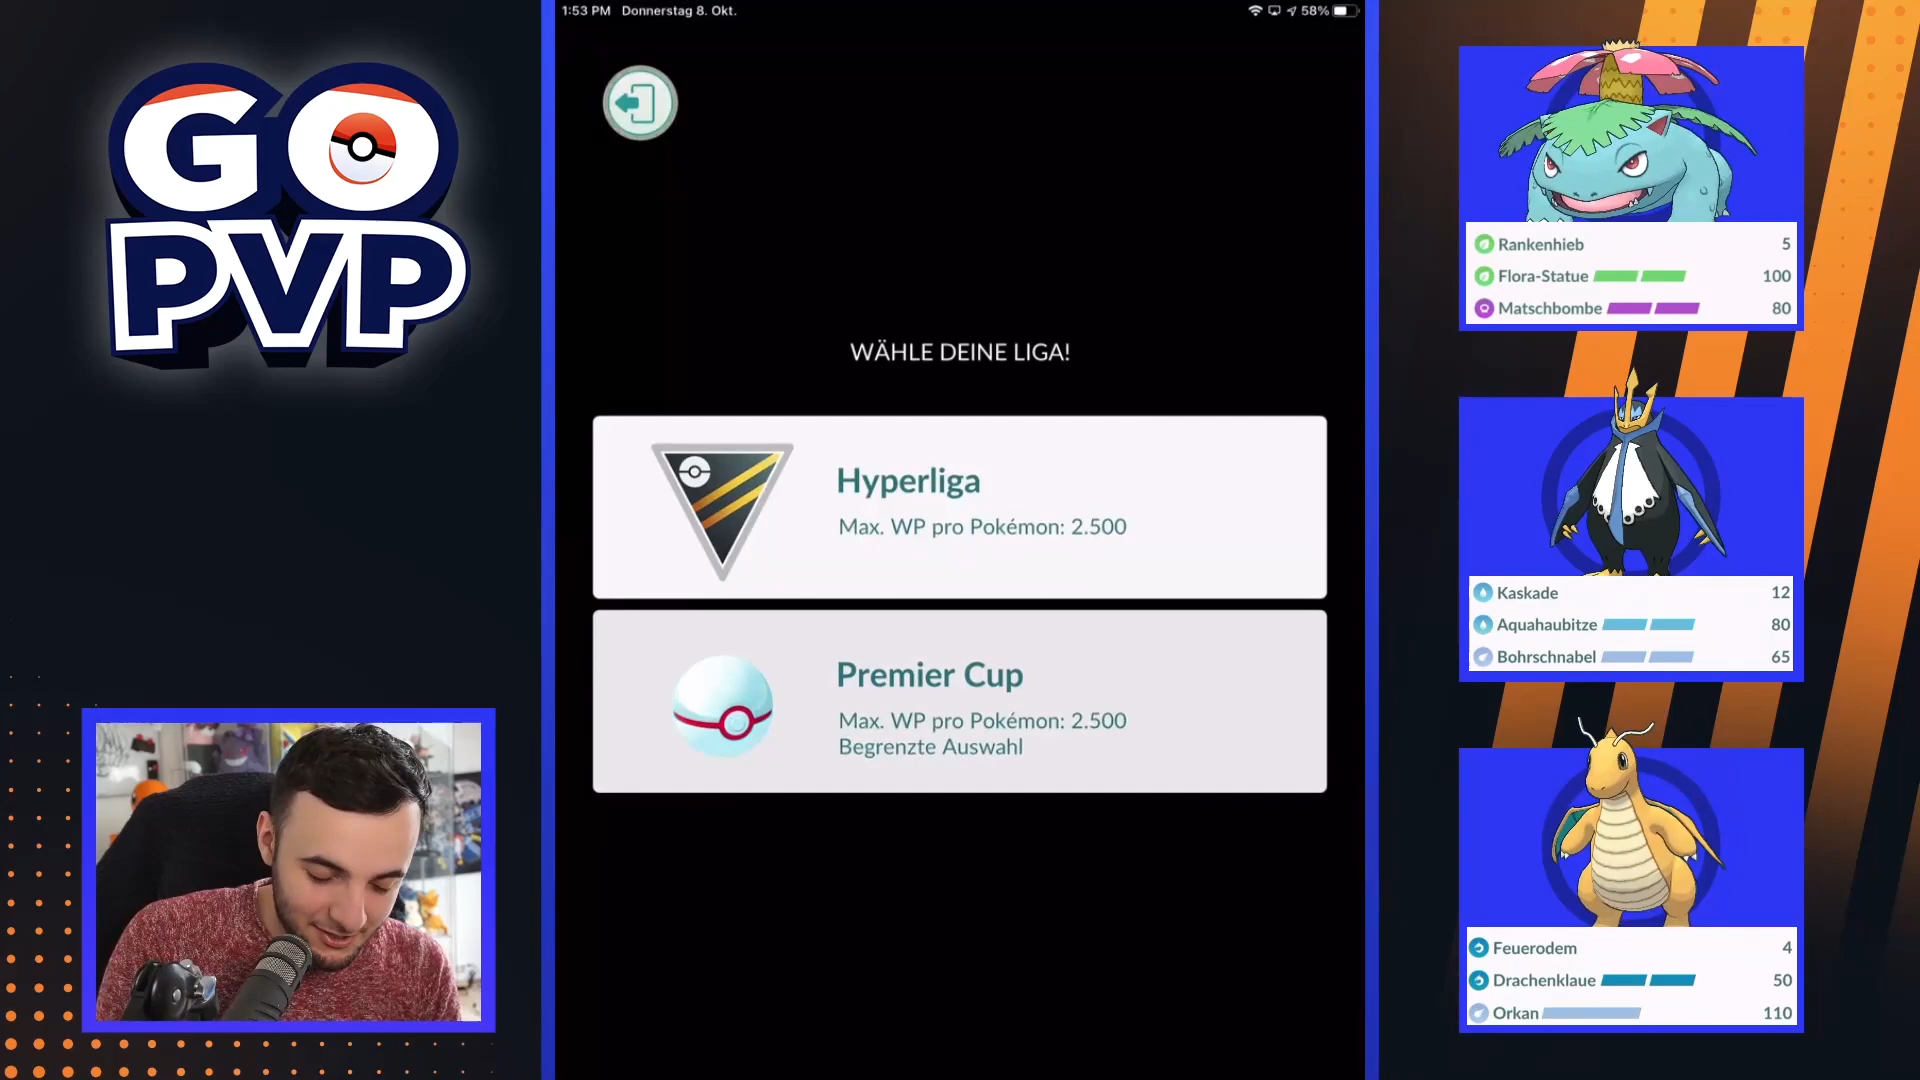 1:53 PM Donnerstag 8. Okt.
58%
GO
PVP
WÄHLE DEINE LIGA!
Hyperliga
Max. WP pro Pokémon: 2.500
Premier Cup
Max. WP pro Pokémon: 2.500
Begrenzte Auswahl
Rankenhieb 5
Flora-Statue 100
Matschbombe 80
Kaskade 12
Aquahaubitze 80
Bohrschnabel 65
Feuerodem 4
Drachenklaue 50
Orkan 110